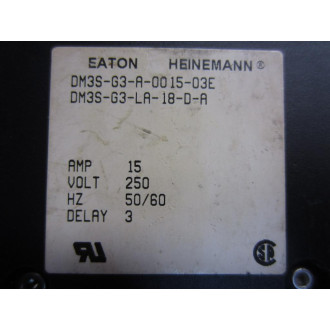 EATON HEINEMANN®
DM3S-G3-A-0015-03E
DM3S-G3-LA-18-D-A
AMP 15
VOLT 250
HZ 50/60
DELAY 3